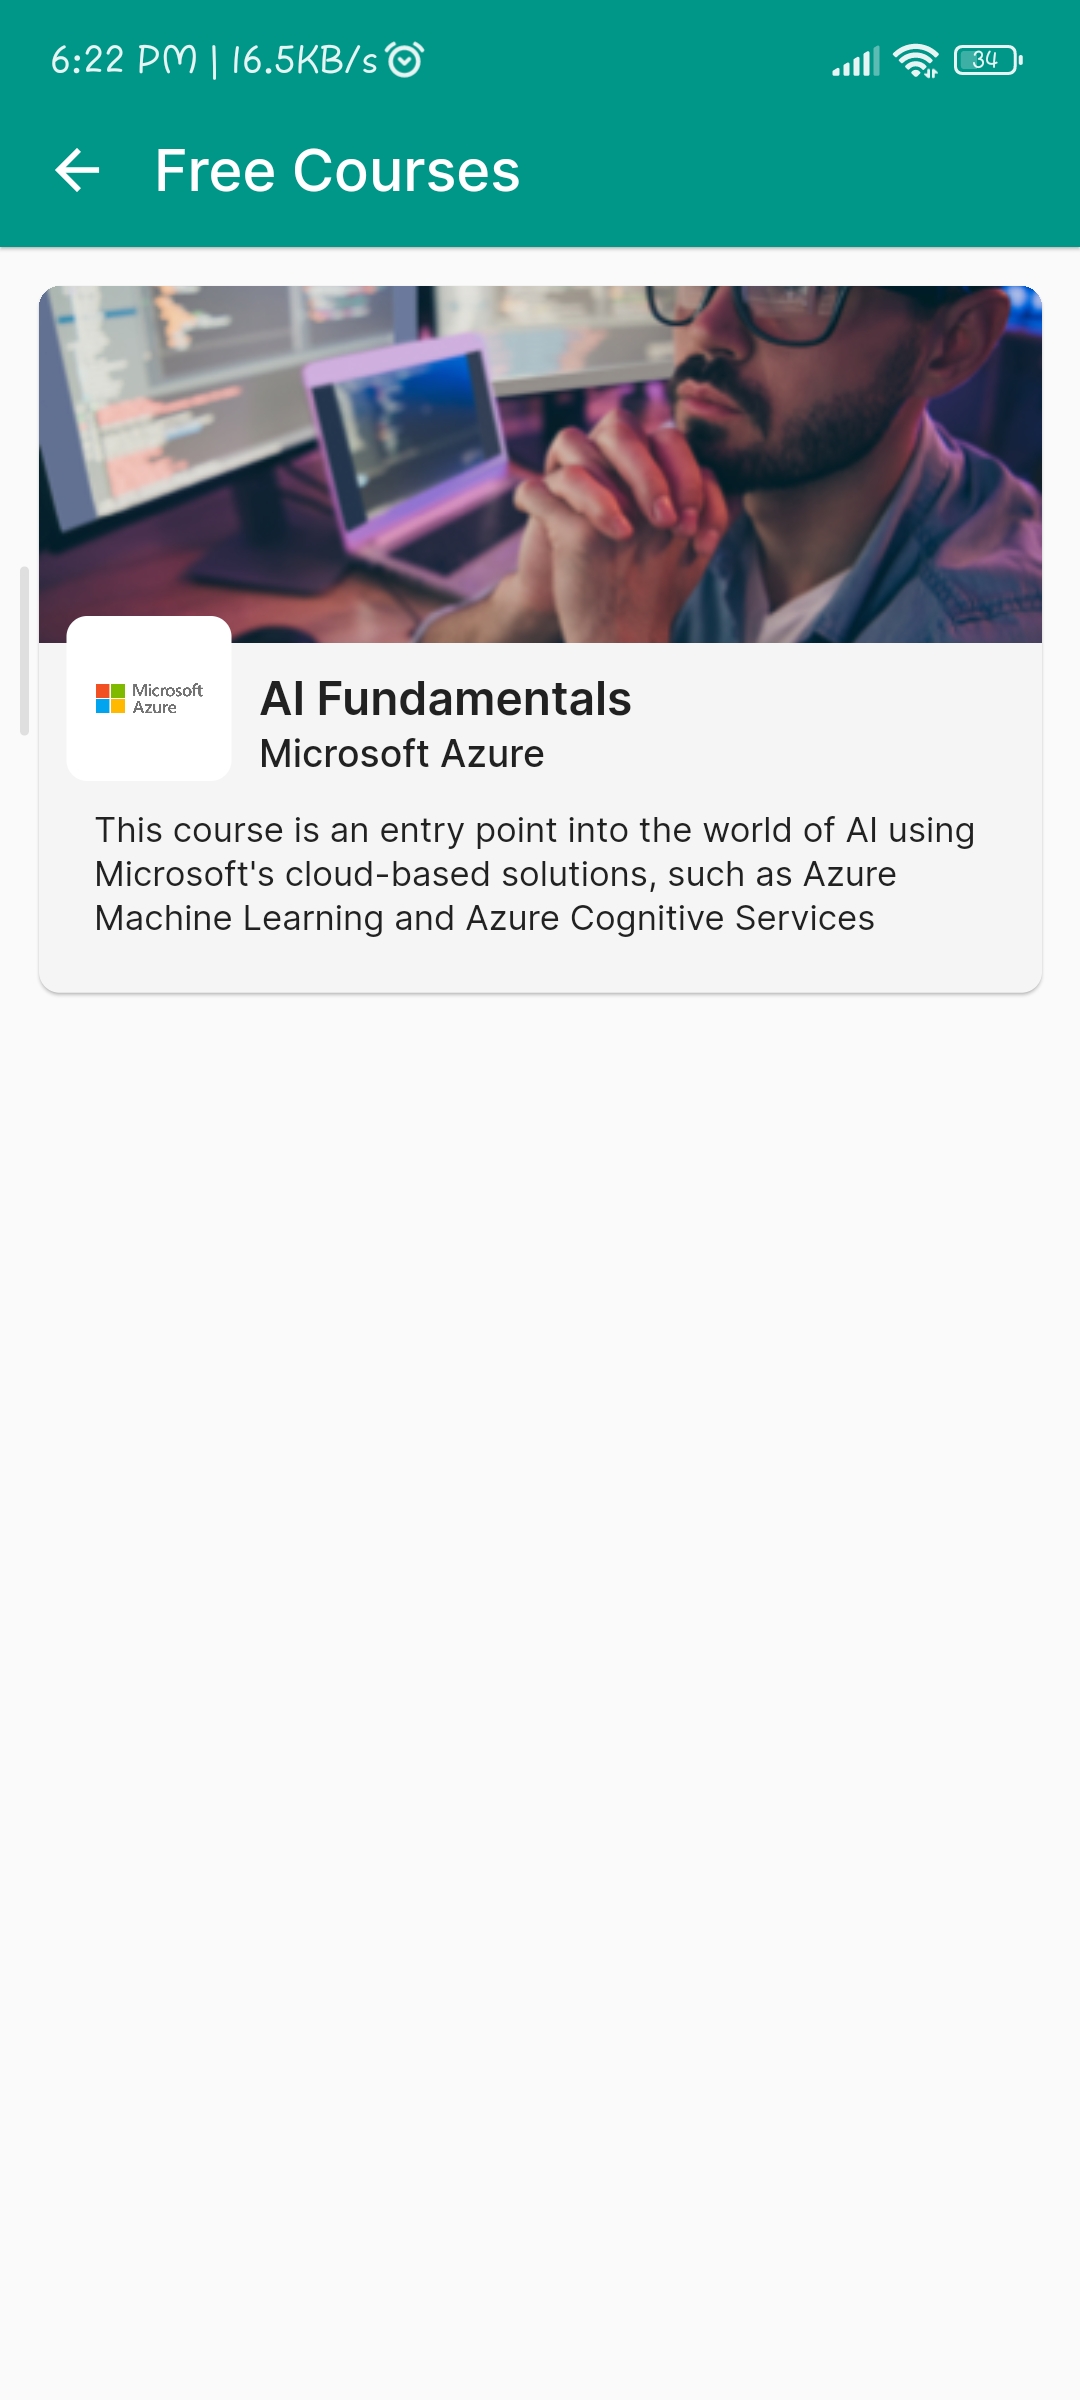 6:22 PM | 16.5KB/s
34
Free Courses
Microsoft
Azure
AI Fundamentals
Microsoft Azure
This course is an entry point into the world of AI using
Microsoft's cloud-based solutions, such as Azure
Machine Learning and Azure Cognitive Services